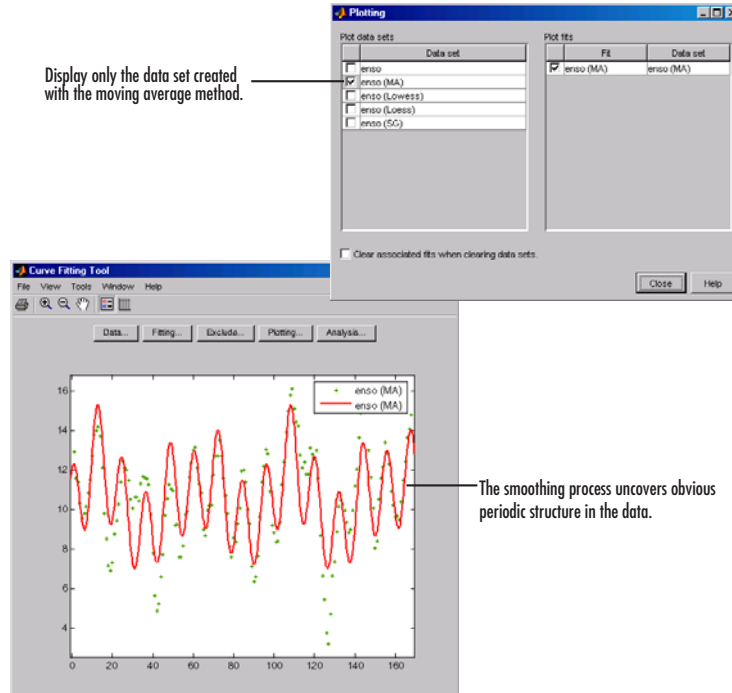 Plotting
Plot data sets
Plot fits
Data set
Fit
Data set
enso
enso (MA)
enso (Lowess)
enso (Loess)
enso (SG)
enso (MA)
enso (MA)
Display only the data set created
with the moving average method.
Clear associated fits when clearing data sets.
Close
Help
Curve Fitting Tool
File View Tools Window Help
Data...
Fitting...
Exclude...
Plotting...
Analysis...
enso (MA)
enso (MA)
16
14
12
10
8
6
4
0 20 40 60 80 100 120 140 160
The smoothing process uncovers obvious
periodic structure in the data.